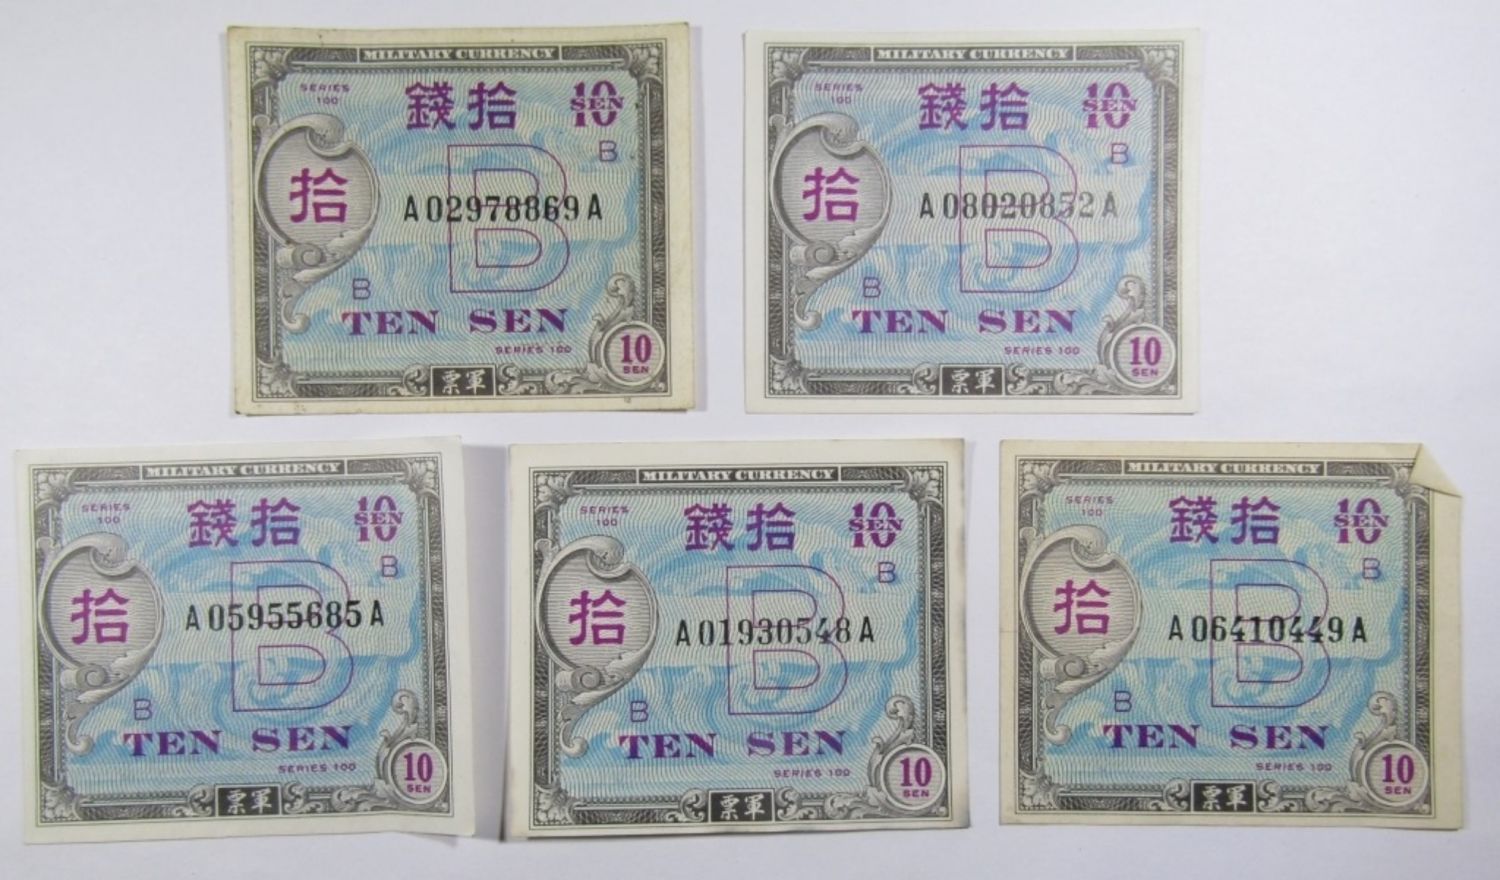 MILITARY CURRENCY
SERIES
100
錢拾
10
SEN
B
拾
B
A02978869A
B
TEN SEN
SERIES 100
10
SEN
票軍
MILITARY CURRENCY
SERIES
100
錢拾
10
SEN
B
拾
B
A08020852A
B
TEN SEN
SERIES 100
10
SEN
票軍
MILITARY CURRENCY
SERIES
100
錢拾
10
SEN
B
拾
B
A05955685A
B
TEN SEN
SERIES 100
10
SEN
票軍
MILITARY CURRENCY
SERIES
100
錢拾
10
SEN
B
拾
B
A01930548A
B
TEN SEN
SERIES 100
10
SEN
票軍
MILITARY CURRENCY
SERIES
100
錢拾
10
SEN
B
拾
B
A06410449A
B
TEN SEN
SERIES 100
10
SEN
票軍